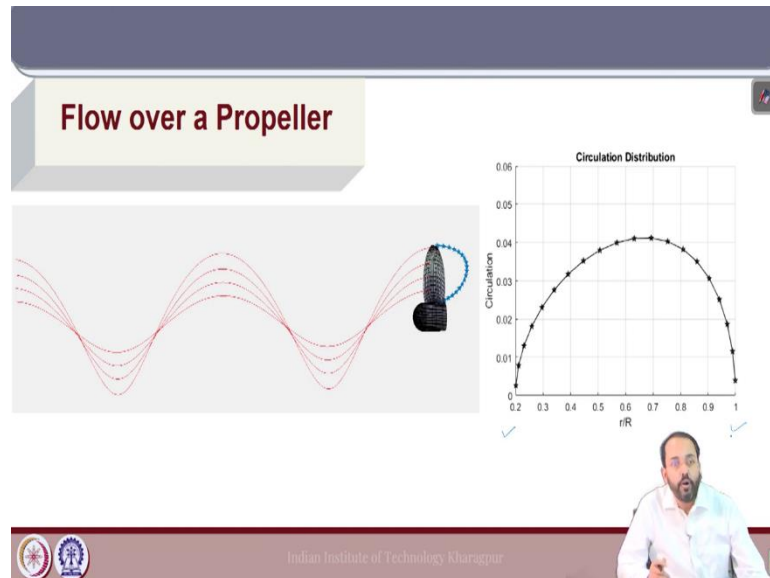 Flow over a Propeller
Circulation Distribution
0.06
0.05
0.04
0.03
0.02
0.01
0
Circulation
0.2 0.3 0.4 0.5 0.6 0.7 0.8 0.9 1
r/R
Indian Institute of Technology Kharagpur